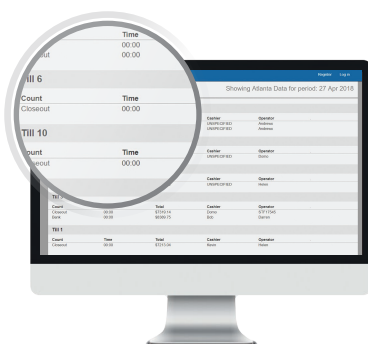 Time
00:00
Closeout 00:00
Till 6
Count Time
Closeout 00:00
Till 10
Count Time
Closeout 00:00
Register Log in
Showing Atlanta Data for period: 27 Apr 2018
Cashier Operator
UNSPECIFIED Andrew
UNSPECIFIED Andrew
Cashier Operator
UNSPECIFIED Domo
Cashier Operator
UNSPECIFIED Helen
Count Time Total Cashier Operator
Closeout 00:00 Domo
Bank 00:00 Bob Darren
Till 1
Count Time Total Cashier Operator
Closeout 00:00 Helen